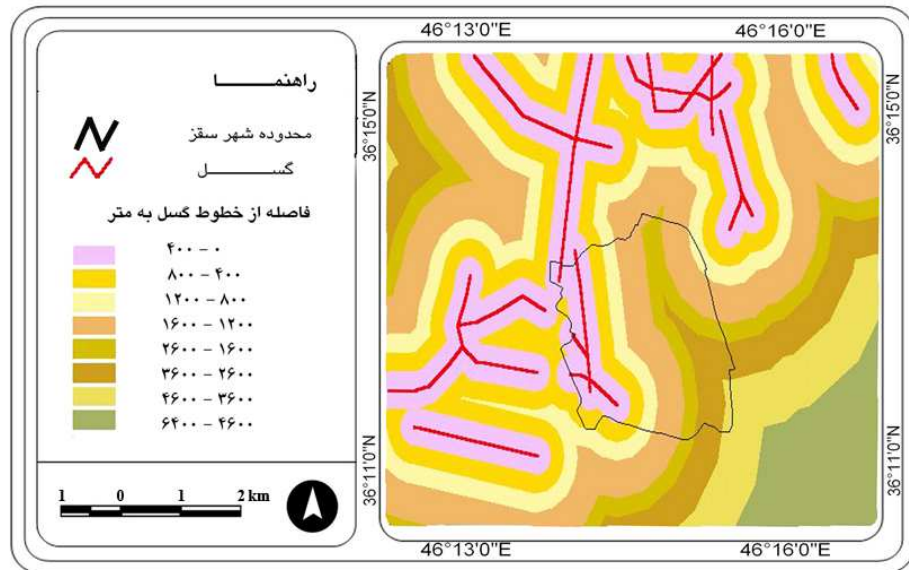 46°13'0"E
46°16'0"E
36°15'0"N
36°15'0"N
راهنمـــــــا
محدوده شهر سقز
گســـــــل
فاصله از خطوط گسل به متر
۴۰۰ – ۰
۸۰۰ – ۴۰۰
۱۲۰۰ – ۸۰۰
۱۶۰۰ – ۱۲۰۰
۲۶۰۰ – ۱۶۰۰
۳۶۰۰ – ۲۶۰۰
۴۶۰۰ – ۳۶۰۰
۶۴۰۰ – ۴۶۰۰
36°11'0"N
36°11'0"N
1 0 1 2 km
46°13'0"E
46°16'0"E